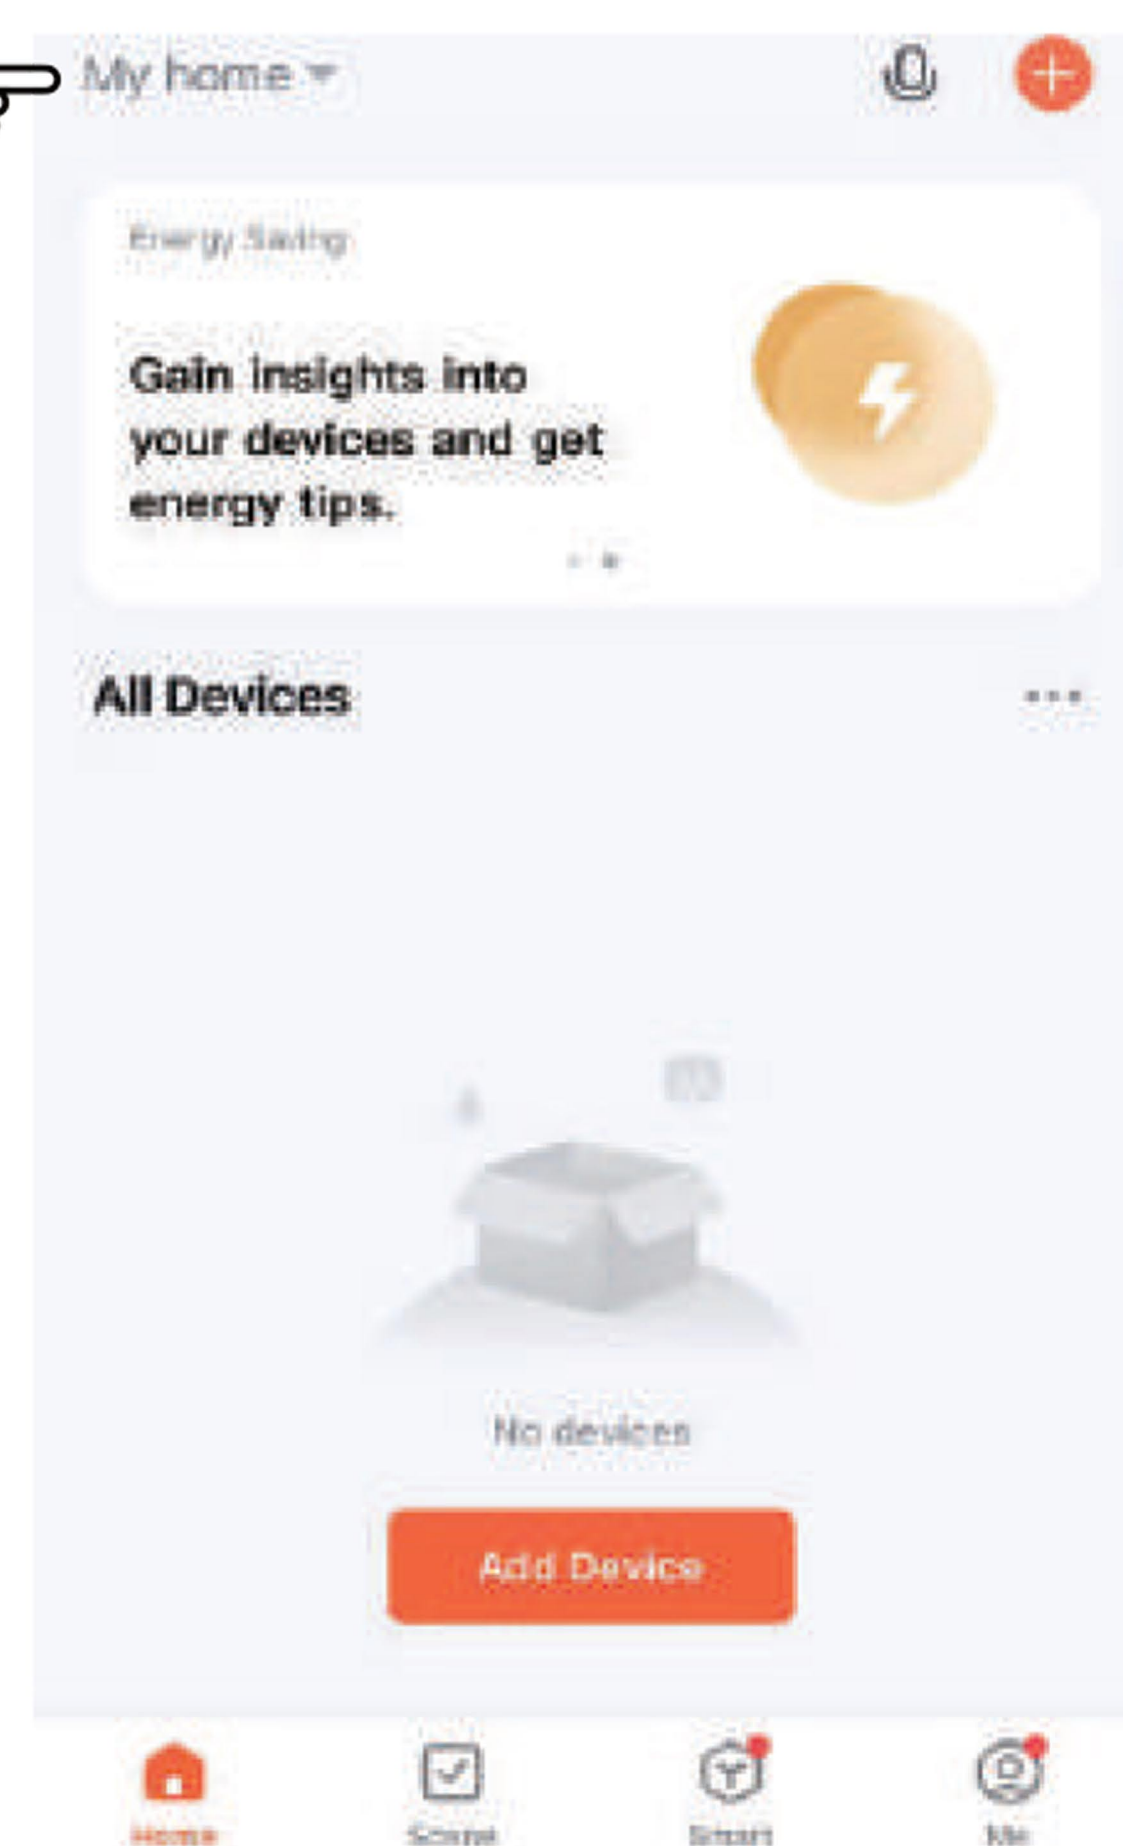 My home
Energy Saving
Gain insights into
your devices and get
energy tips.
All Devices
No devices
Add Device
Home
Scene
Smart
Me